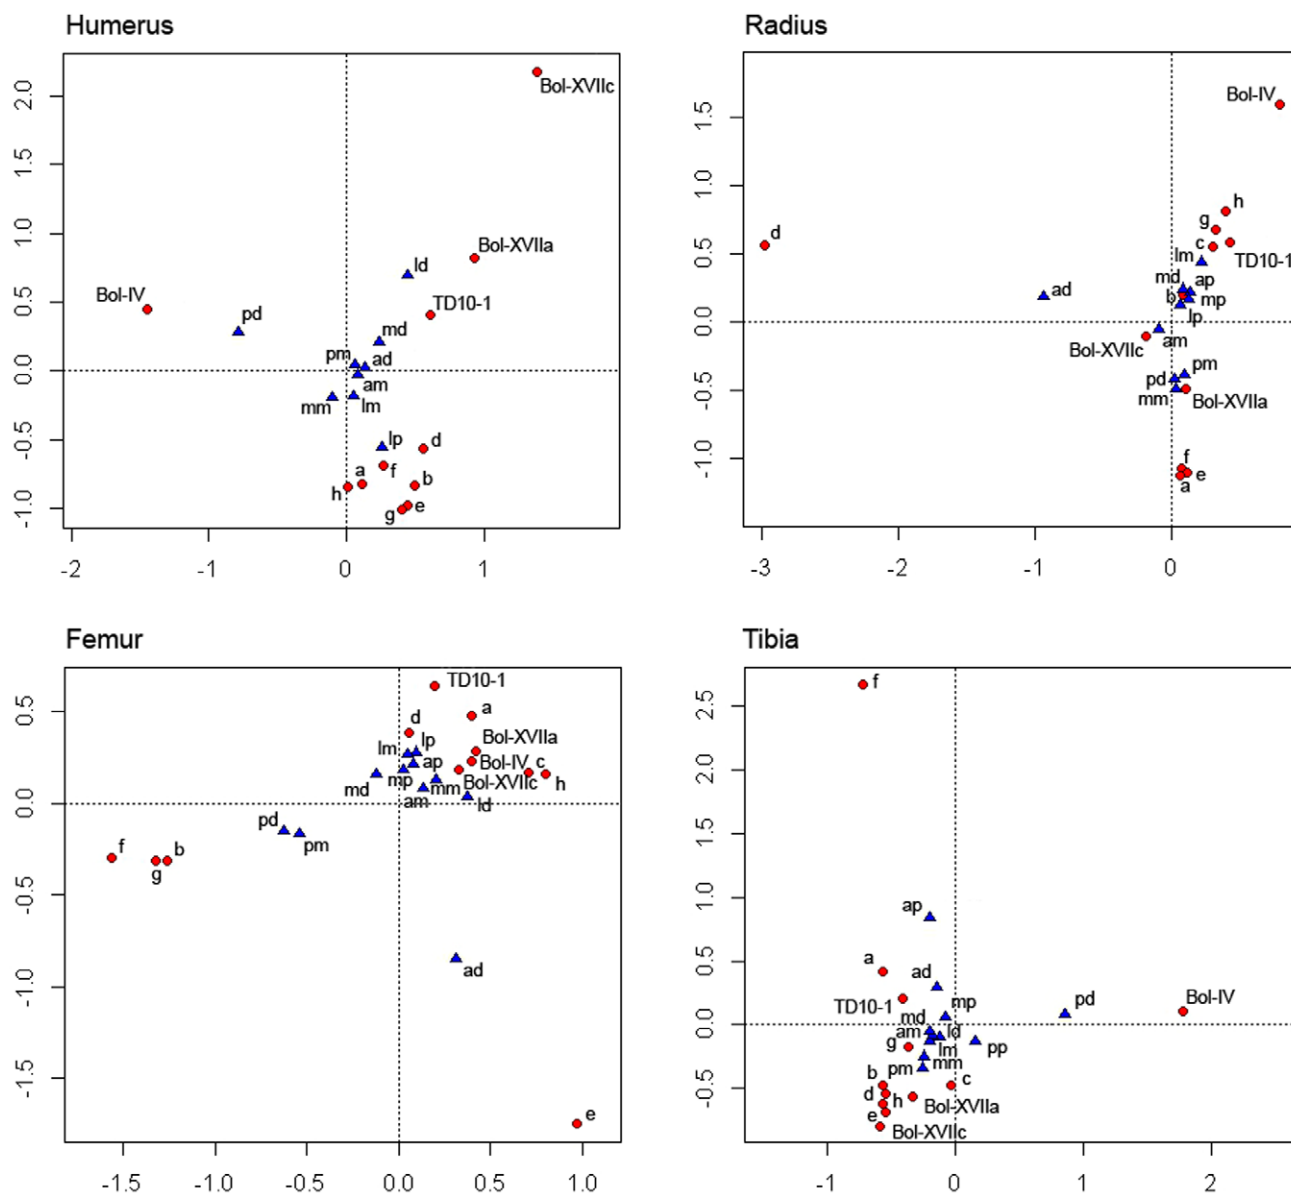 Humerus
2.0
1.5
1.0
0.5
0.0
-0.5
-1.0
Bol-XVIIc
Bol-XVIIa
ld
Bol-IV
TD10-1
pd
md
pm
ad
am
mm
lm
lp
d
a
f
b
h
e
g
-2
-1
0
1
Radius
1.5
1.0
0.5
0.0
-0.5
-1.0
Bol-IV
h
g
d
c
lm
TD10-1
md
ap
ad
b
mp
lp
am
Bol-XVIIc
pm
pd
mm
Bol-XVIIa
f
e
a
-3
-2
-1
0
Femur
0.5
0.0
-0.5
-1.0
-1.5
TD10-1
a
d
lp
Bol-XVIIa
lm
ap
Bol-IV
c
mp
mm
Bol-XVIIc
h
md
am
ld
pd
pm
f
b
g
ad
e
-1.5
-1.0
-0.5
0.0
0.5
1.0
Tibia
2.5
2.0
1.5
1.0
0.5
0.0
-0.5
f
ap
a
ad
TD10-1
mp
pd
Bol-IV
md
am
ld
g
lm
pp
pm
mm
b
c
d
h
Bol-XVIIa
e
Bol-XVIIc
-1
0
1
2